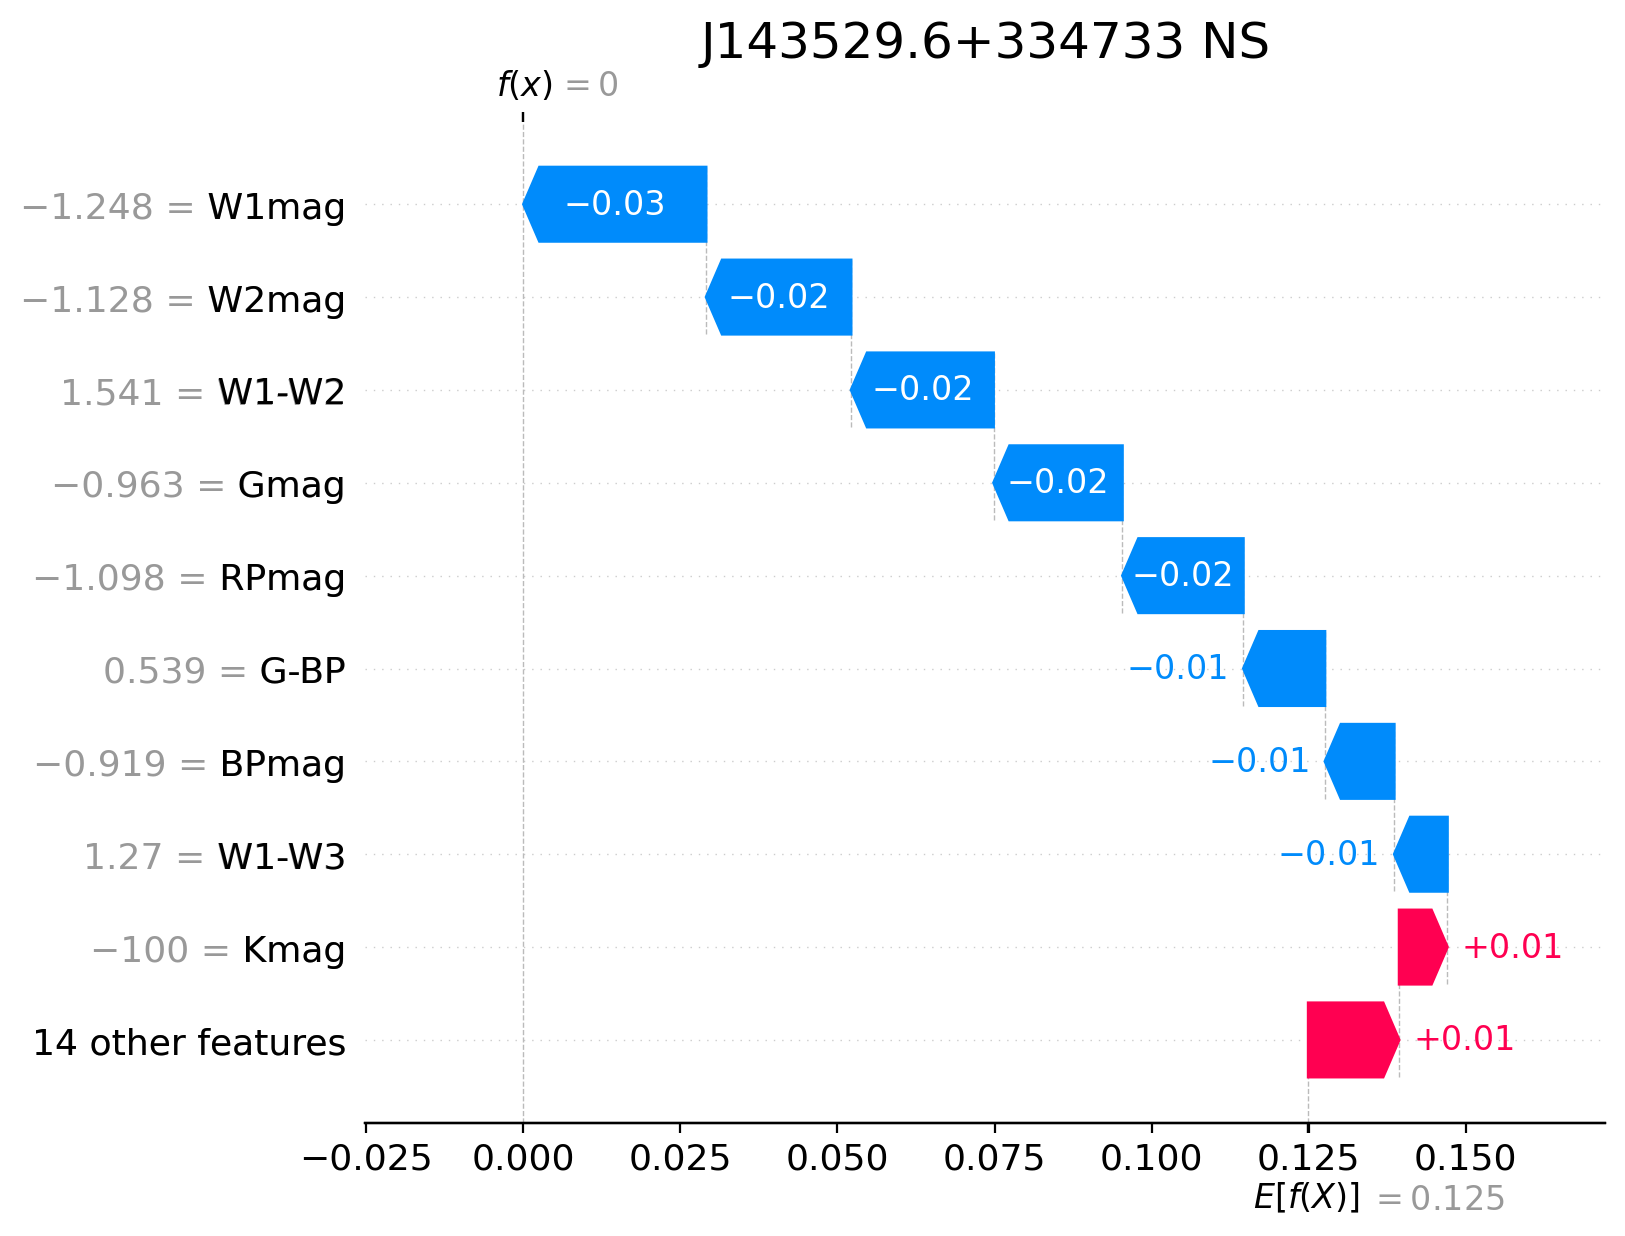 J143529.6+334733 NS
f(x) = 0
−1.248 = W1mag −0.03
−1.128 = W2mag −0.02
1.541 = W1-W2 −0.02
−0.963 = Gmag −0.02
−1.098 = RPmag −0.02
0.539 = G-BP −0.01
−0.919 = BPmag −0.01
1.27 = W1-W3 −0.01
−100 = Kmag +0.01
14 other features +0.01
−0.025 0.000 0.025 0.050 0.075 0.100 0.125 0.150
E[f(X)] = 0.125